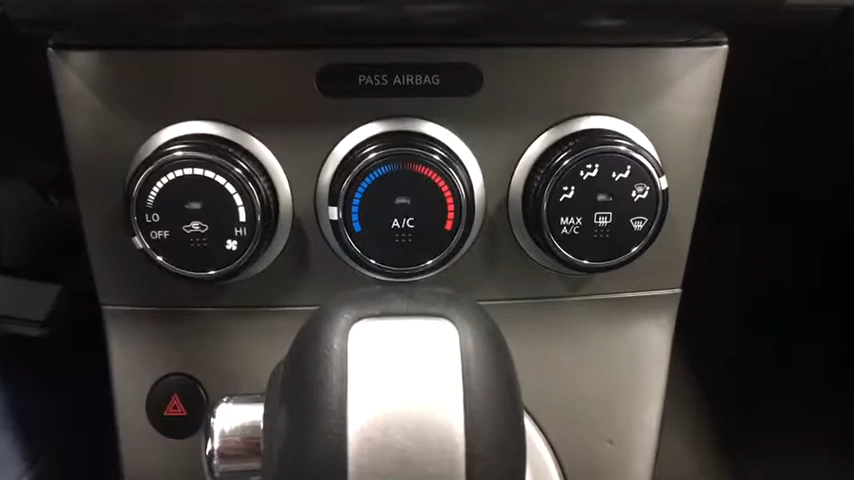 PASS AIRBAG
LO
OFF
HI
A/C
MAX
A/C